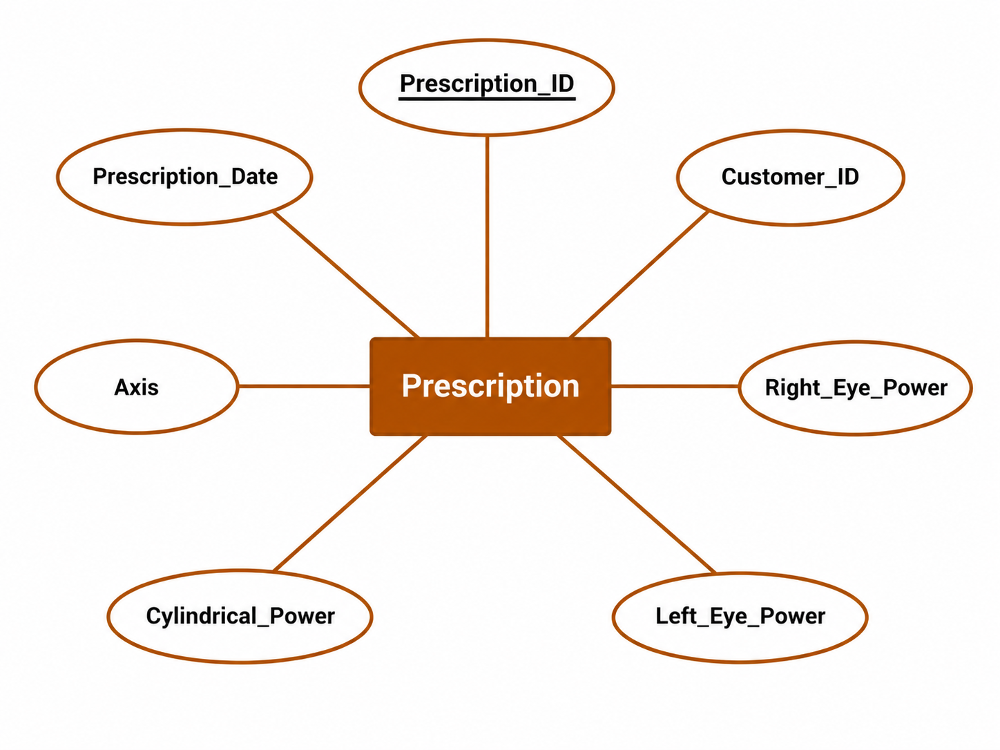 Prescription_ID
Prescription_Date
Customer_ID
Axis
Prescription
Right_Eye_Power
Cylindrical_Power
Left_Eye_Power